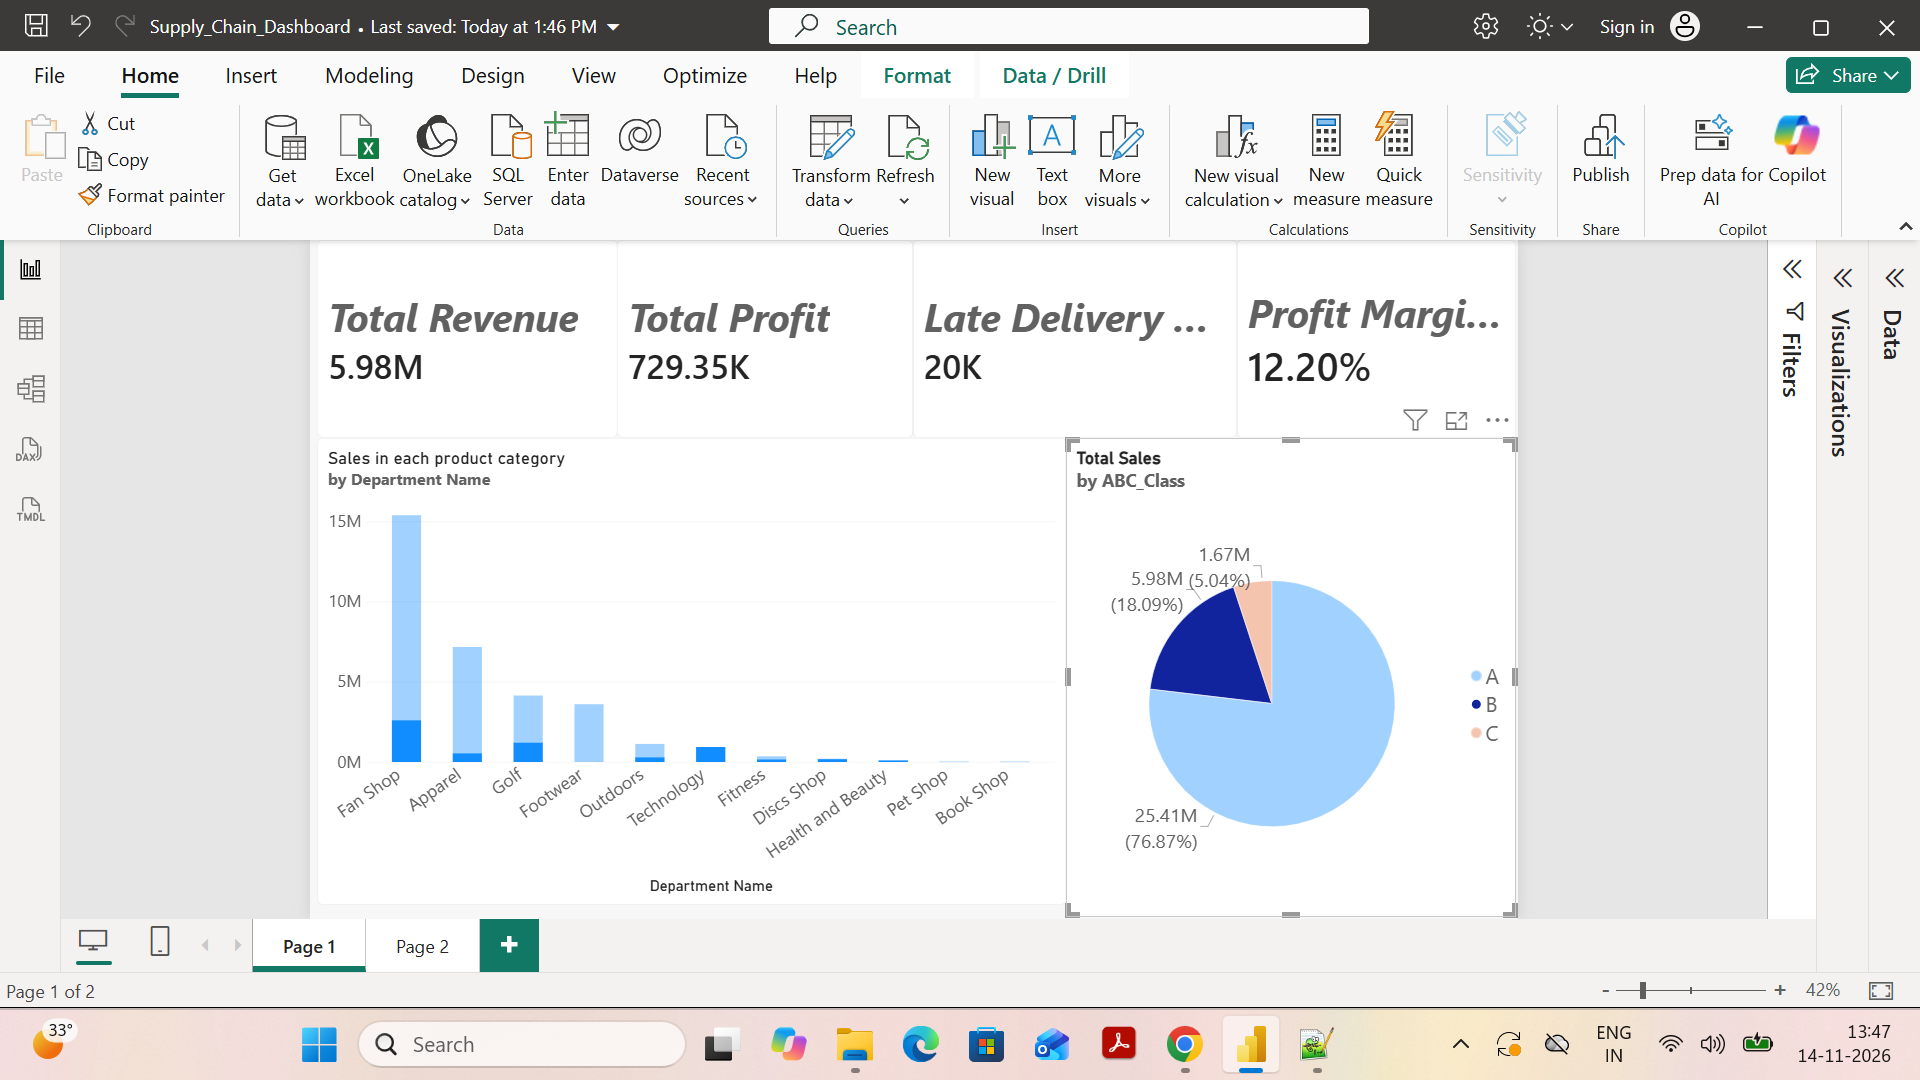 Supply_Chain_Dashboard • Last saved: Today at 1:46 PM
Search
Sign in
File Home Insert Modeling Design View Optimize Help Format Data / Drill
Share
Paste
Cut
Copy
Format painter
Clipboard
Get data
Excel workbook
OneLake catalog
SQL Server
Enter data
Dataverse
Recent sources
Data
Transform data
Refresh
Queries
New visual
Text box
More visuals
Insert
New visual calculation
New measure
Quick measure
Calculations
Sensitivity
Sensitivity
Publish
Share
Prep data for AI
Copilot
Copilot
DAX
TMDL
Total Revenue
5.98M
Total Profit
729.35K
Late Delivery ...
20K
Profit Margi...
12.20%
Filters
Visualizations
Data
Sales in each product category
by Department Name
15M
10M
5M
0M
Fan Shop
Apparel
Golf
Footwear
Outdoors
Technology
Fitness
Discs Shop
Health and Beauty
Pet Shop
Book Shop
Department Name
Total Sales
by ABC_Class
1.67M
(5.04%)
5.98M
(18.09%)
25.41M
(76.87%)
A
B
C
Page 1
Page 2
+
Page 1 of 2
- + 42%
33°
Search
ENG
IN
13:47
14-11-2026